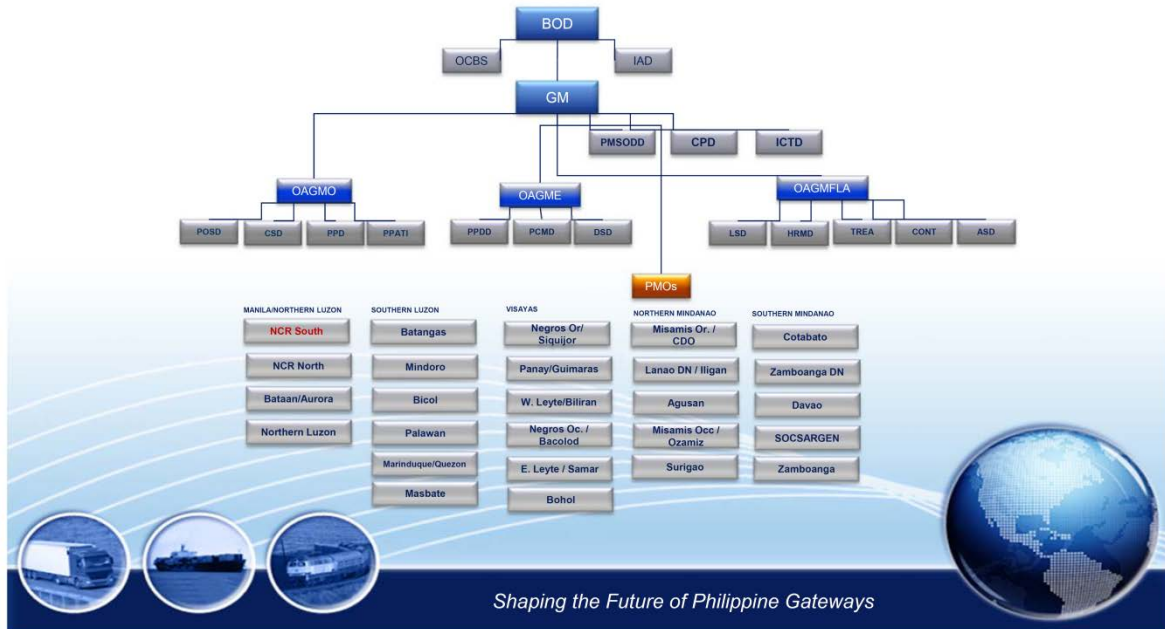 BOD
OCBS
IAD
GM
PMSODD
CPD
ICTD
OAGMO
OAGME
OAGMFLA
POSD
CSD
PPD
PPATI
PPDD
PCMD
DSD
LSD
HRMD
TREA
CONT
ASD
PMOs
MANILA/NORTHERN LUZON
NCR South
NCR North
Bataan/Aurora
Northern Luzon
SOUTHERN LUZON
Batangas
Mindoro
Bicol
Palawan
Marinduque/Quezon
Masbate
VISAYAS
Negros Or/
Siquijor
Panay/Guimaras
W. Leyte/Biliran
Negros Oc. /
Bacolod
E. Leyte / Samar
Bohol
NORTHERN MINDANAO
Misamis Or. /
CDO
Lanao DN / Iligan
Agusan
Misamis Occ /
Ozamiz
Surigao
SOUTHERN MINDANAO
Cotabato
Zamboanga DN
Davao
SOCSARGEN
Zamboanga
Shaping the Future of Philippine Gateways